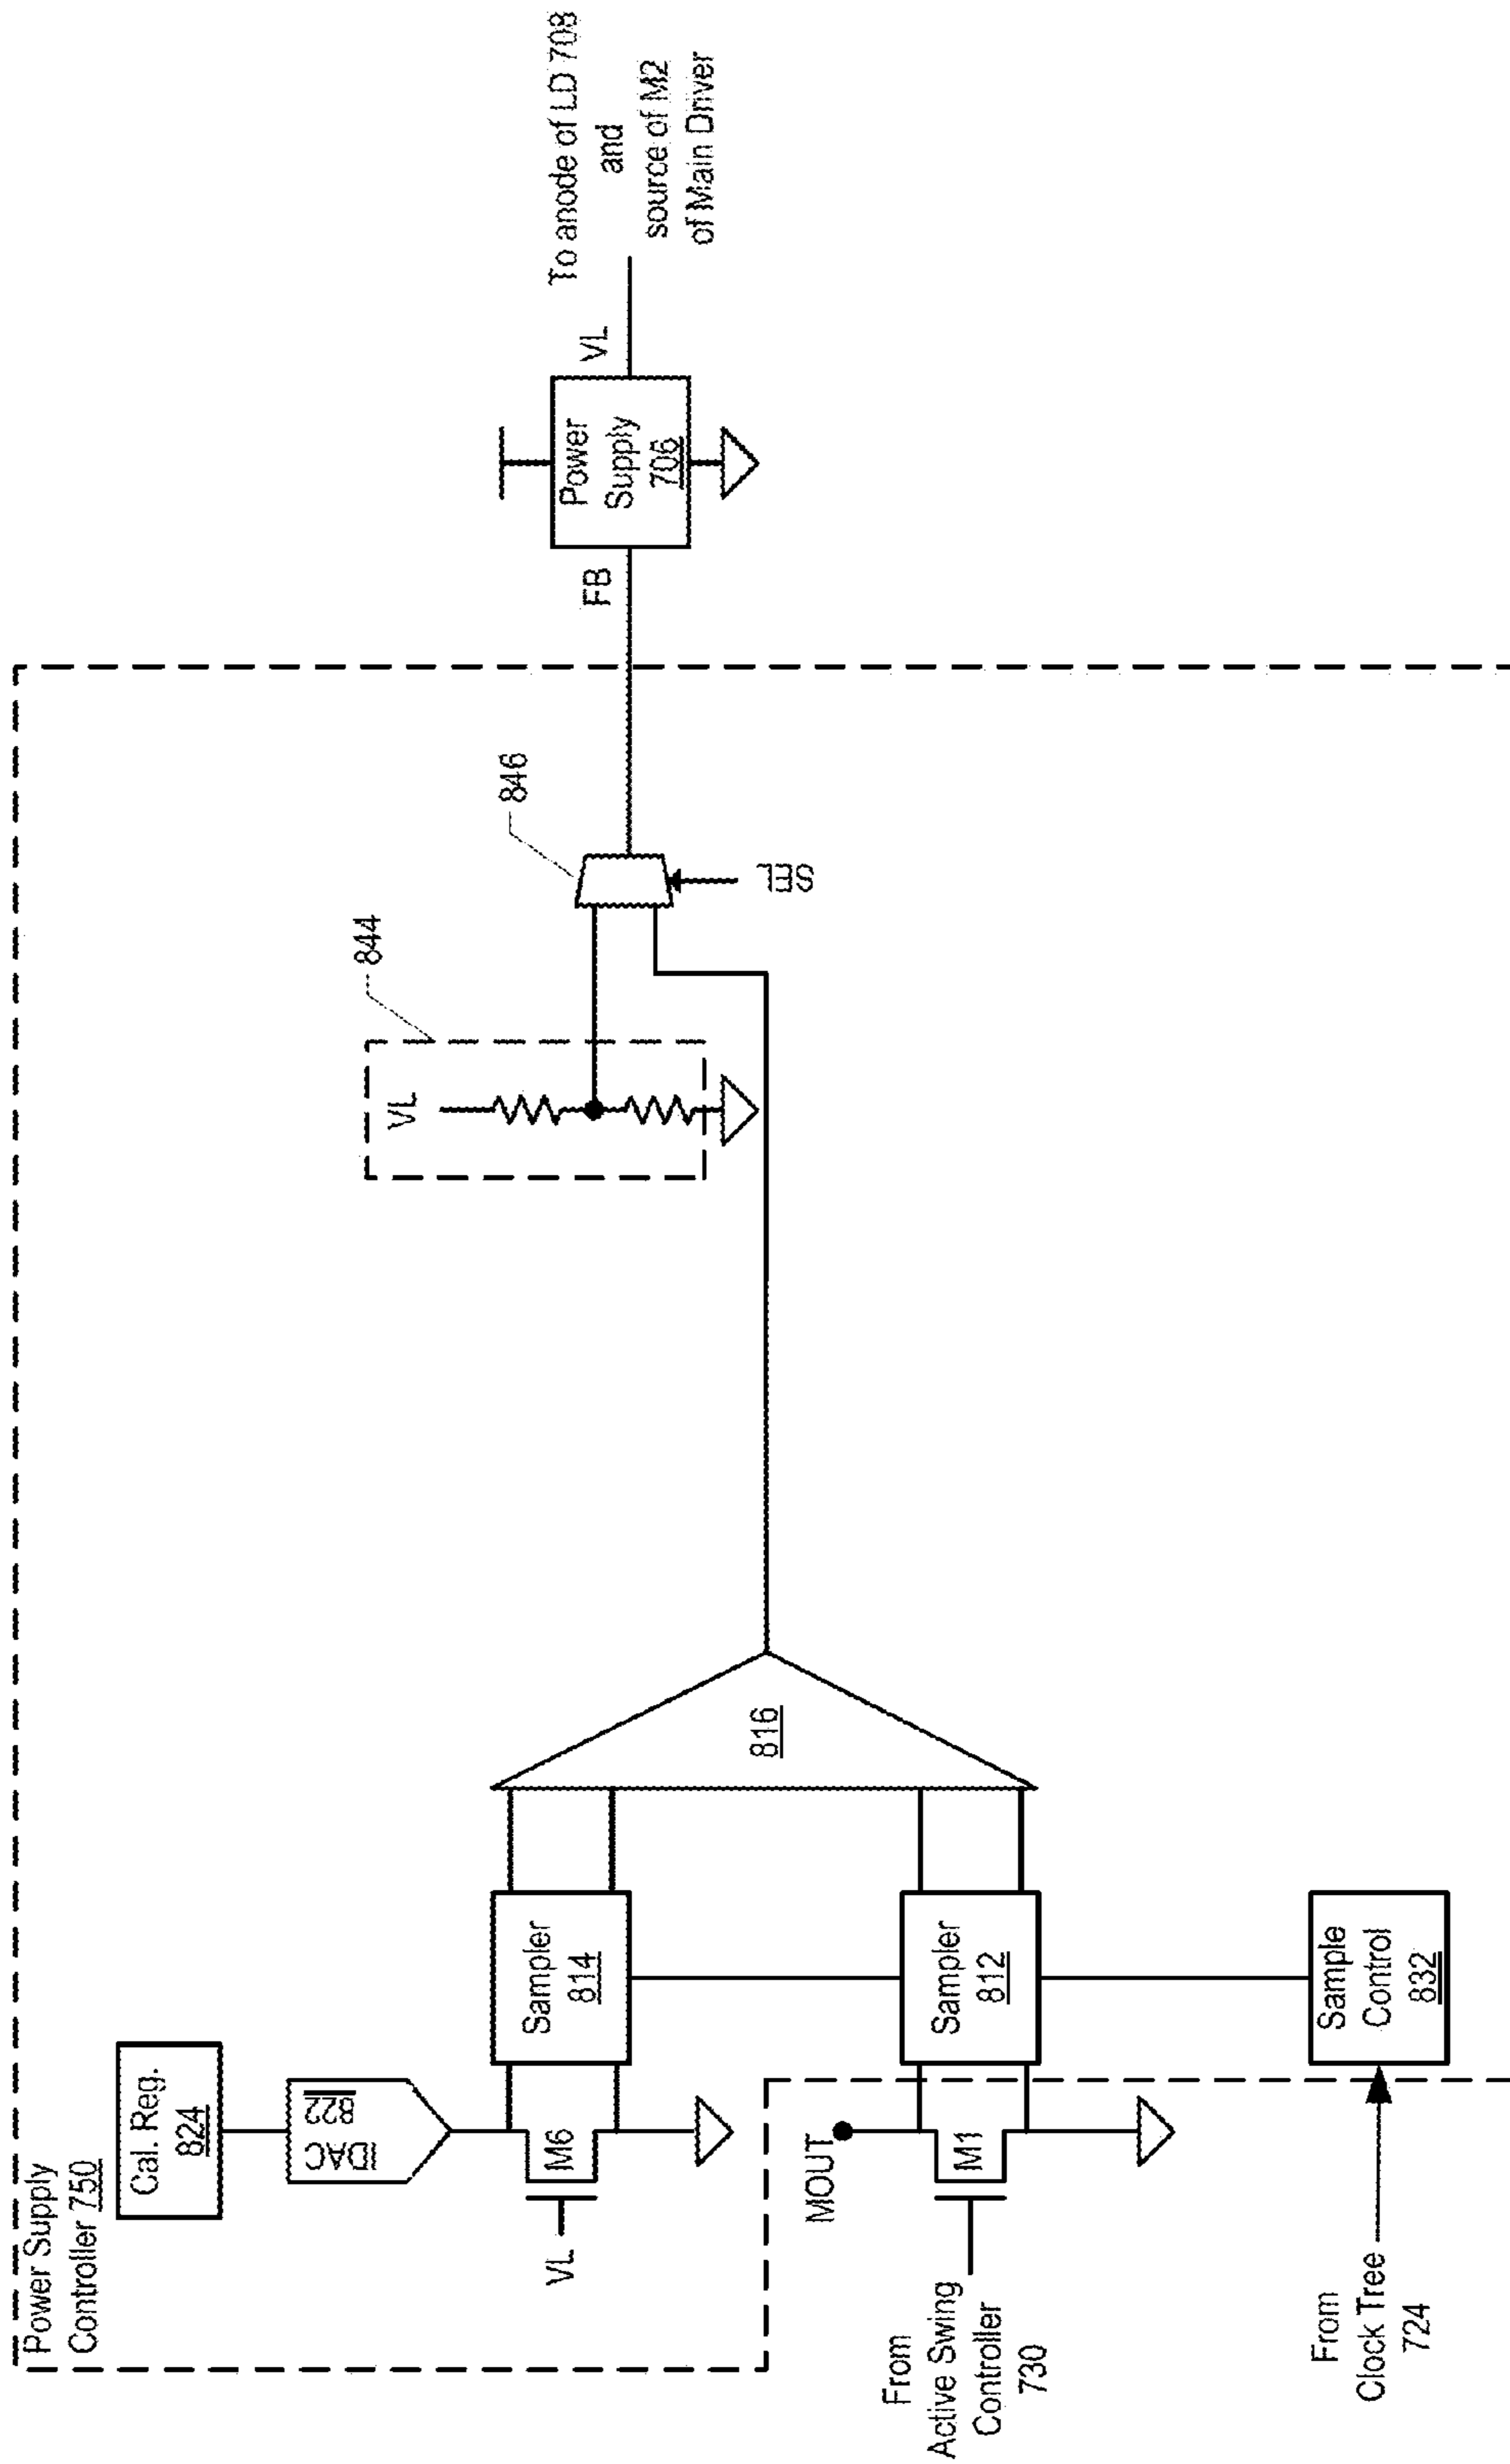 Power Supply
Controller 750
Cal. Reg.
824
IDAC
822
VL
M6
Sampler
814
816
VL
844
846
SEL
FB
Power
Supply
706
VL
To anode of LD 708
and
source of M2
of Main Driver
MOUT
From
Active Swing
Controller
730
M1
Sampler
812
From
Clock Tree
724
Sample
Control
832